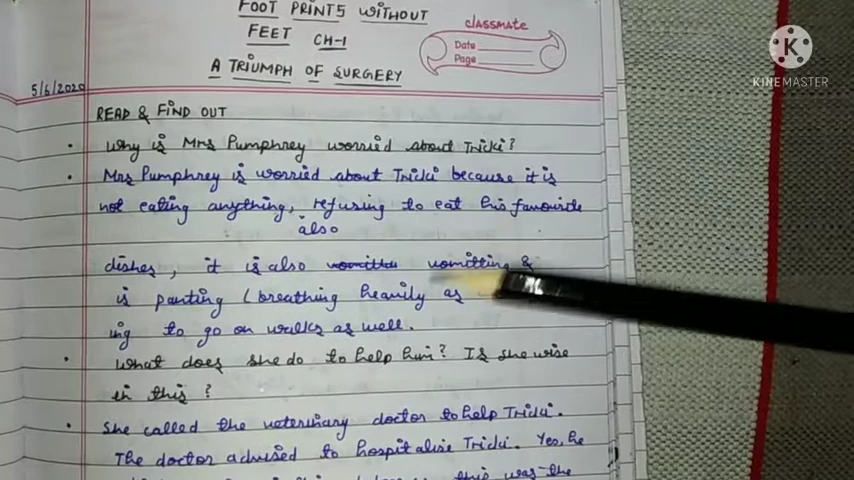 FOOT PRINTS WITHOUT
FEET CH-1
A TRIUMPH OF SURGERY
classmate
Date
Page
K
KINEMASTER
5/6/2020
READ & FIND OUT
• Why is Mrs Pumphrey worried about Tricki?
• Mrs Pumphrey is worried about Tricki because it is
not eating anything, refusing to eat his favourite
also
dishes, it is also vomitting &
is panting (breathing heavily as
ing to go on walks as well.
• What does she do to help him? Is she wise
in this?
• She called the veterinary doctor to help Tricki.
The doctor advised to hospitalise Tricki. Yes, he
this was the